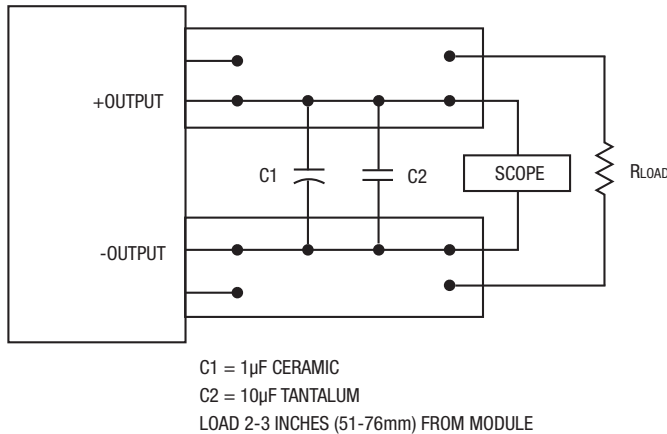 +OUTPUT
C1
C2
SCOPE
RLOAD
-OUTPUT
C1 = 1µF CERAMIC
C2 = 10µF TANTALUM
LOAD 2-3 INCHES (51-76mm) FROM MODULE